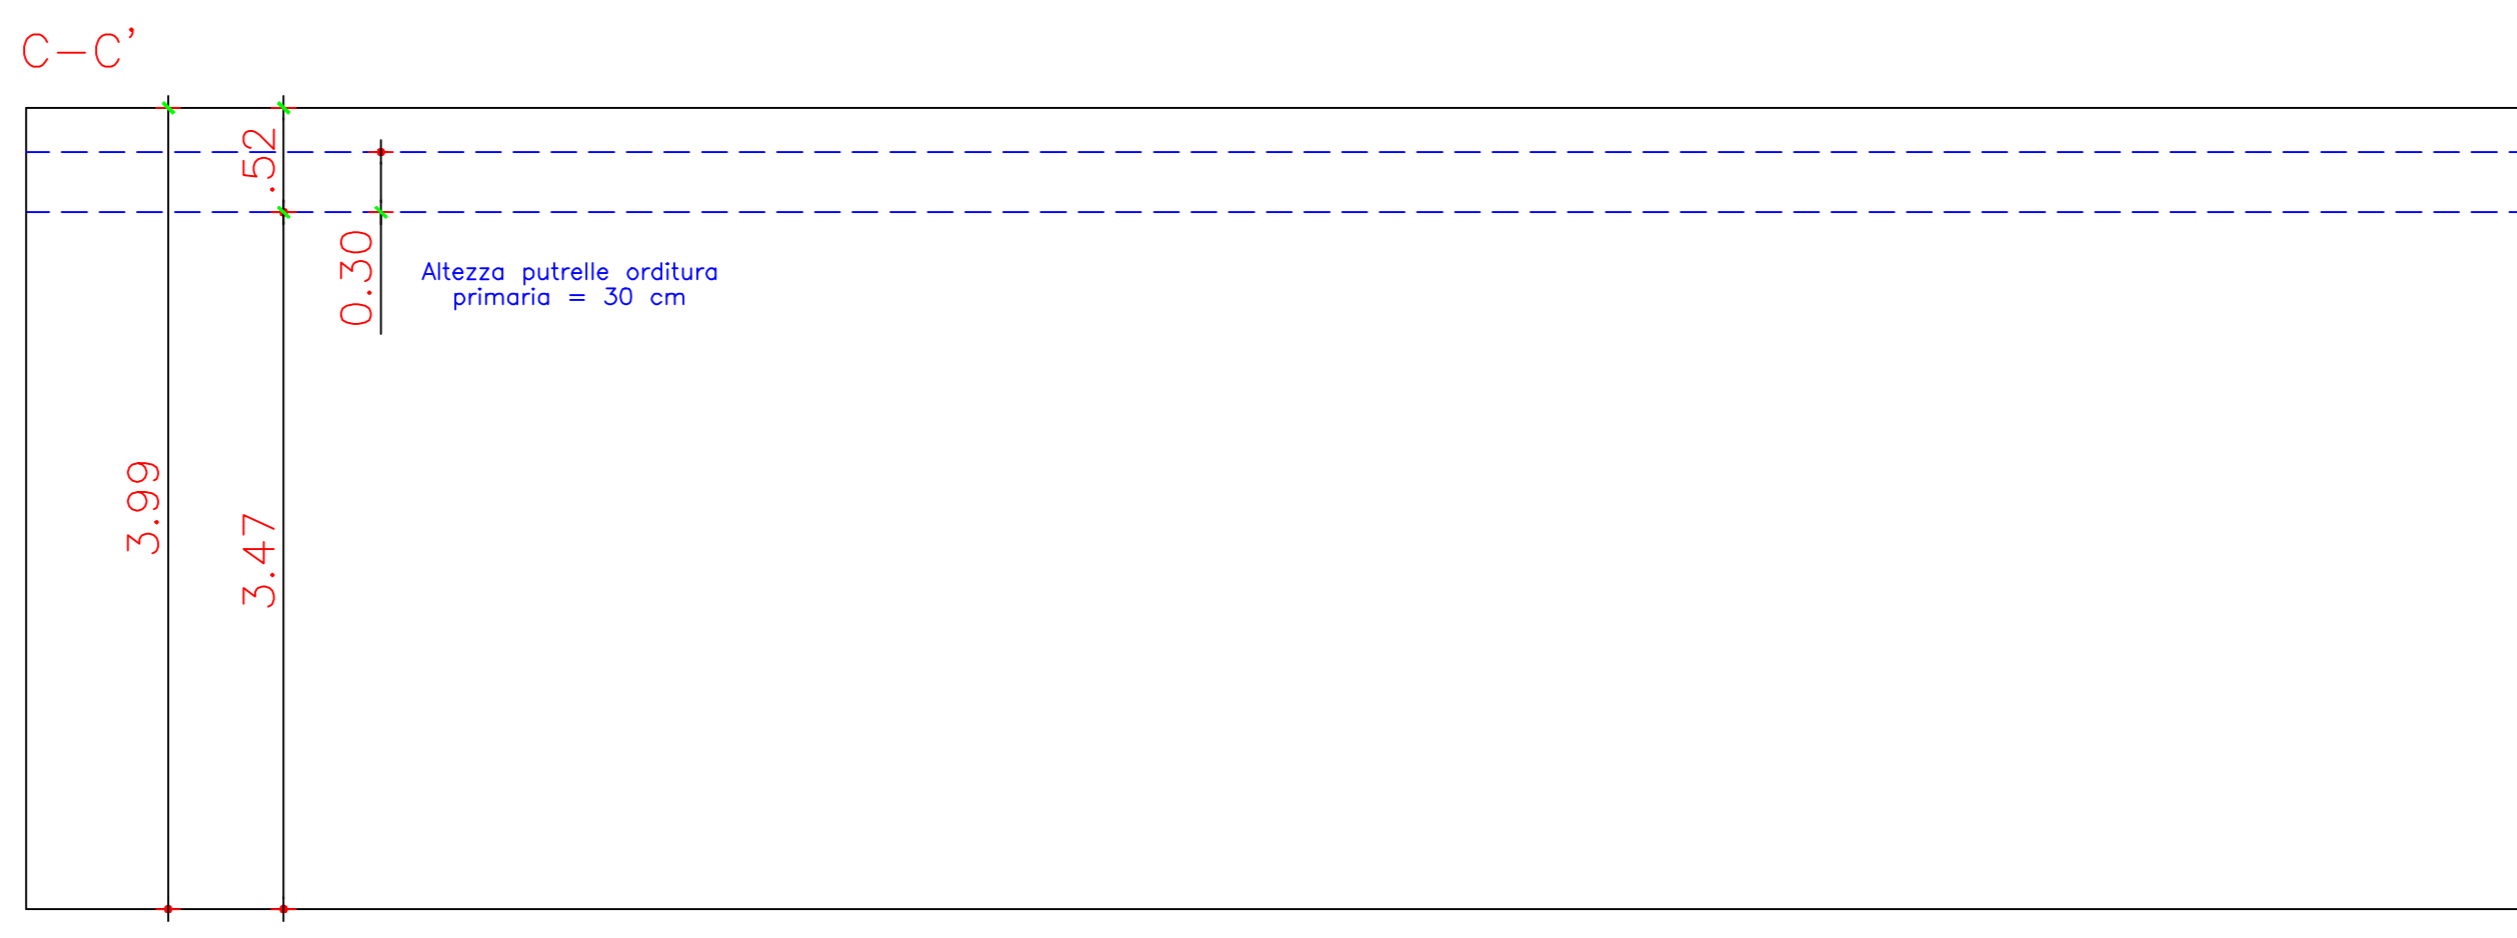 C-C'
.52
0.30
Altezza putrelle orditura
primaria = 30 cm
3.99
3.47